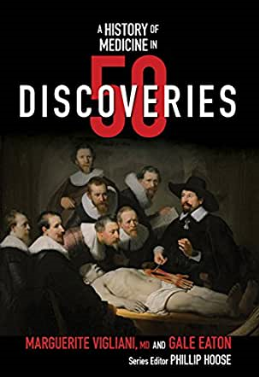 A HISTORY OF
MEDICINE IN
50
DISCOVERIES
MARGUERITE VIGLIANI, MD AND GALE EATON
Series Editor PHILLIP HOOSE